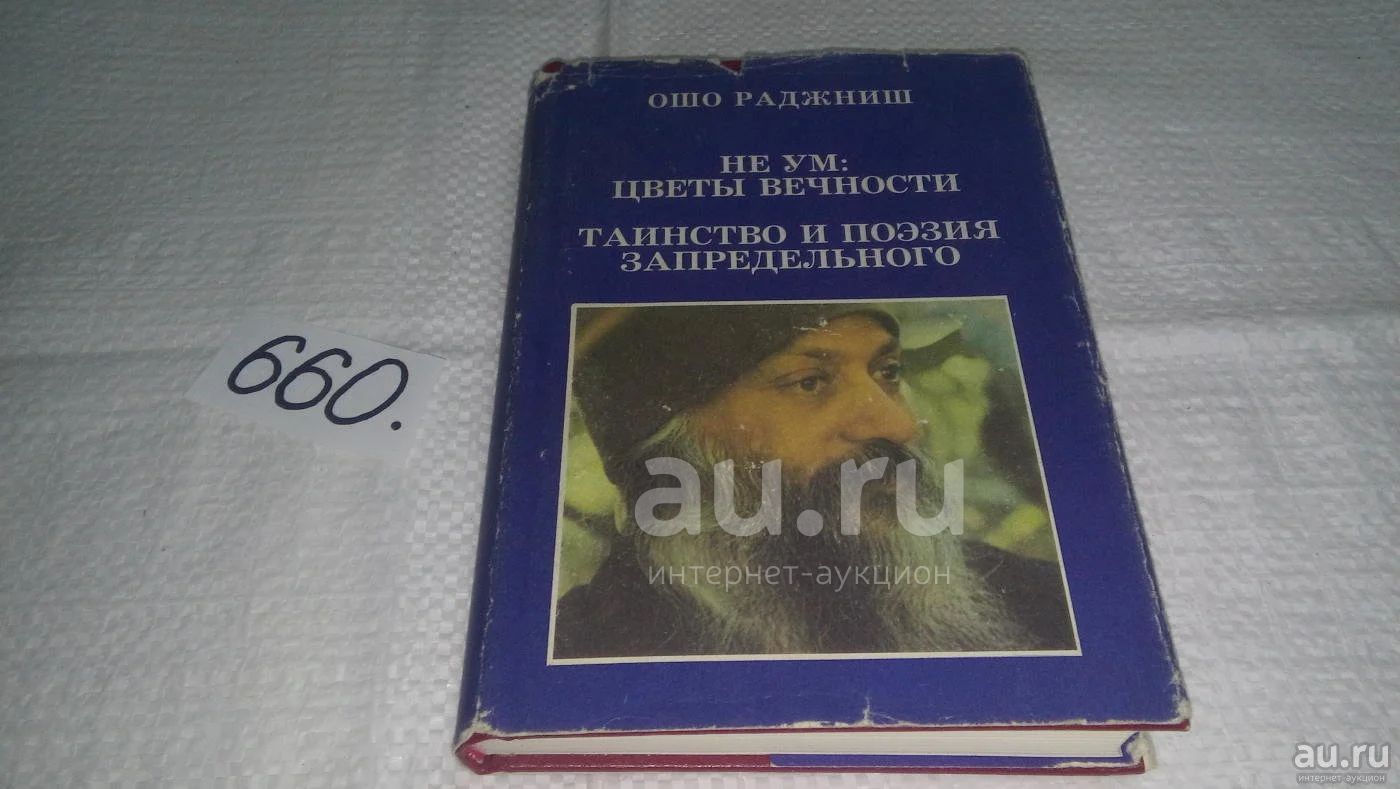 ОШО РАДЖНИШ
НЕ УМ:
ЦВЕТЫ ВЕЧНОСТИ
ТАИНСТВО И ПОЭЗИЯ
ЗАПРЕДЕЛЬНОГО
660.
au.ru
интернет-аукцион
au.ru
интернет-аукцион